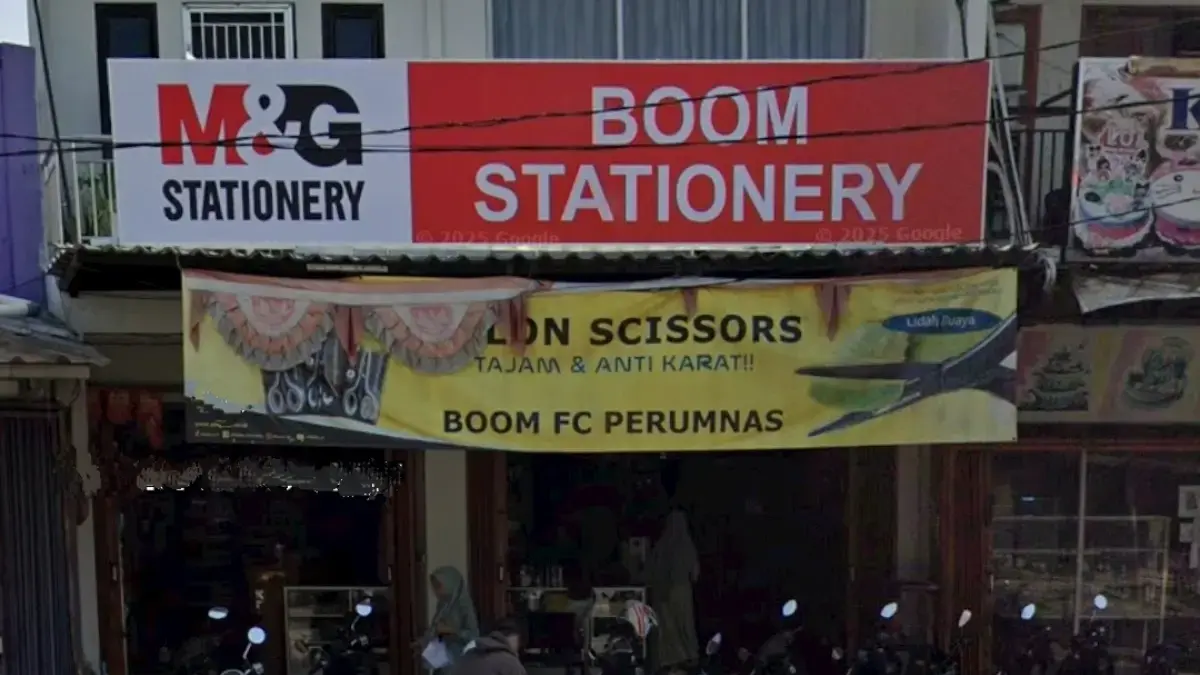 M&G
STATIONERY
BOOM
STATIONERY
© 2025 Google
© 2025 Google
LON SCISSORS
TAJAM & ANTI KARAT!!
Lidah Buaya
BOOM FC PERUMNAS